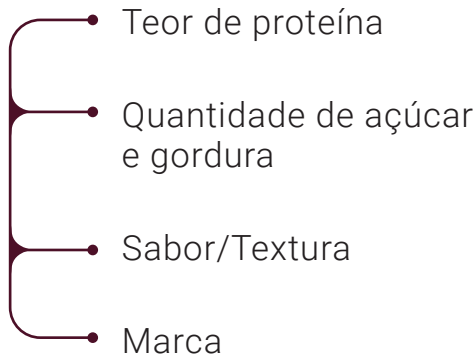 Teor de proteína
Quantidade de açúcar
e gordura
Sabor/Textura
Marca